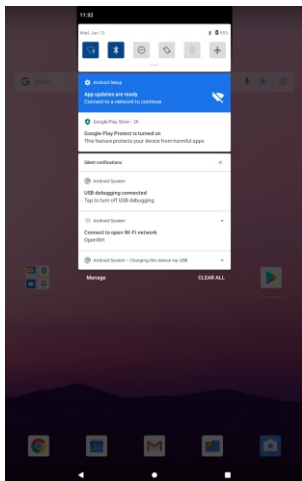 11:32
Wed, Jan 13
Android Setup
App updates are ready
Connect to a network to continue
Google Play Store • 2h
Google Play Protect is turned on
This feature protects your device from harmful apps
Silent notifications
Android System
USB debugging connected
Tap to turn off USB debugging
Android System
Connect to open Wi-Fi network
OpenWrt
Android System • Charging this device via USB
Manage
CLEAR ALL
Play Store